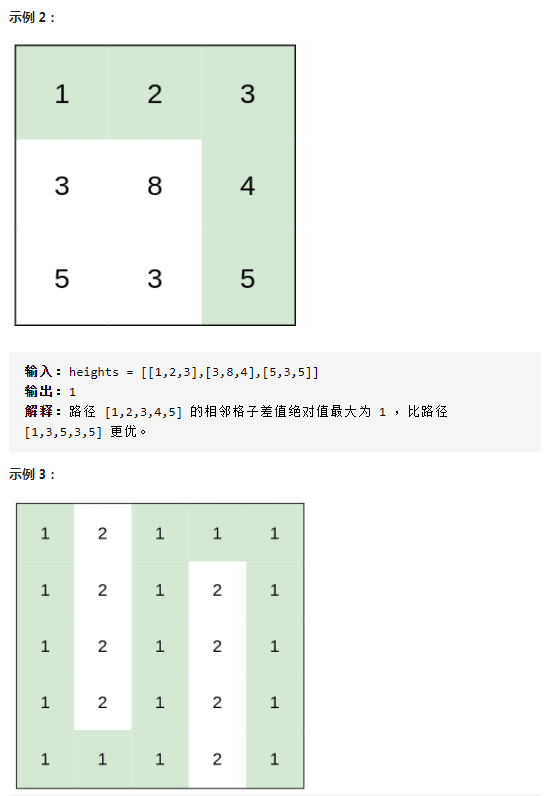 示例 2：
1 2 3
3 8 4
5 3 5
输入：heights = [[1,2,3],[3,8,4],[5,3,5]]
输出：1
解释：路径 [1,2,3,4,5] 的相邻格子差值绝对值最大为 1 ，比路径
[1,3,5,3,5] 更优。
示例 3：
1 2 1 1 1
1 2 1 2 1
1 2 1 2 1
1 2 1 2 1
1 1 1 2 1